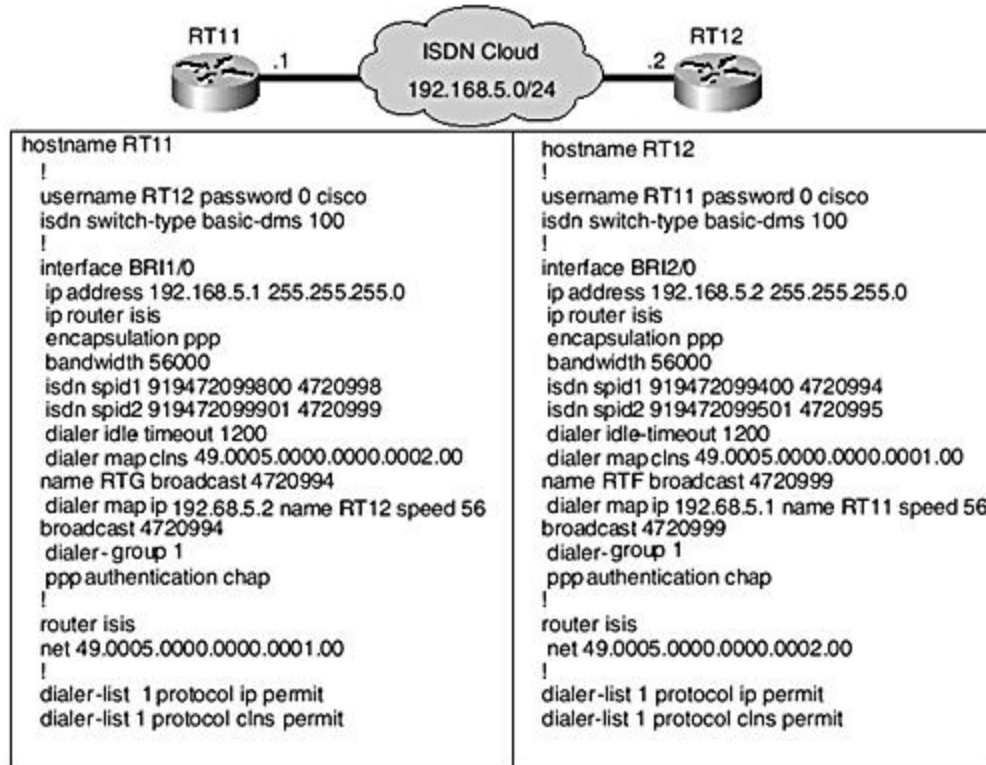 RT11
.1
ISDN Cloud
192.168.5.0/24
.2
RT12
hostname RT11
!
username RT12 password 0 cisco
isdn switch-type basic-dms 100
!
interface BRI1/0
ip address 192.168.5.1 255.255.255.0
ip router isis
encapsulation ppp
bandwidth 56000
isdn spid1 919472099800 4720998
isdn spid2 919472099901 4720999
dialer idle timeout 1200
dialer map clns 49.0005.0000.0000.0002.00
name RTG broadcast 4720994
dialer map ip 192.68.5.2 name RT12 speed 56
broadcast 4720994
dialer-group 1
ppp authentication chap
!
router isis
net 49.0005.0000.0000.0001.00
!
dialer-list 1 protocol ip permit
dialer-list 1 protocol clns permit
hostname RT12
!
username RT11 password 0 cisco
isdn switch-type basic-dms 100
!
interface BRI2/0
ip address 192.168.5.2 255.255.255.0
ip router isis
encapsulation ppp
bandwidth 56000
isdn spid1 919472099400 4720994
isdn spid2 919472099501 4720995
dialer idle-timeout 1200
dialer map clns 49.0005.0000.0000.0001.00
name RTF broadcast 4720999
dialer map ip 192.68.5.1 name RT11 speed 56
broadcast 4720999
dialer-group 1
ppp authentication chap
!
router isis
net 49.0005.0000.0000.0002.00
!
dialer-list 1 protocol ip permit
dialer-list 1 protocol clns permit